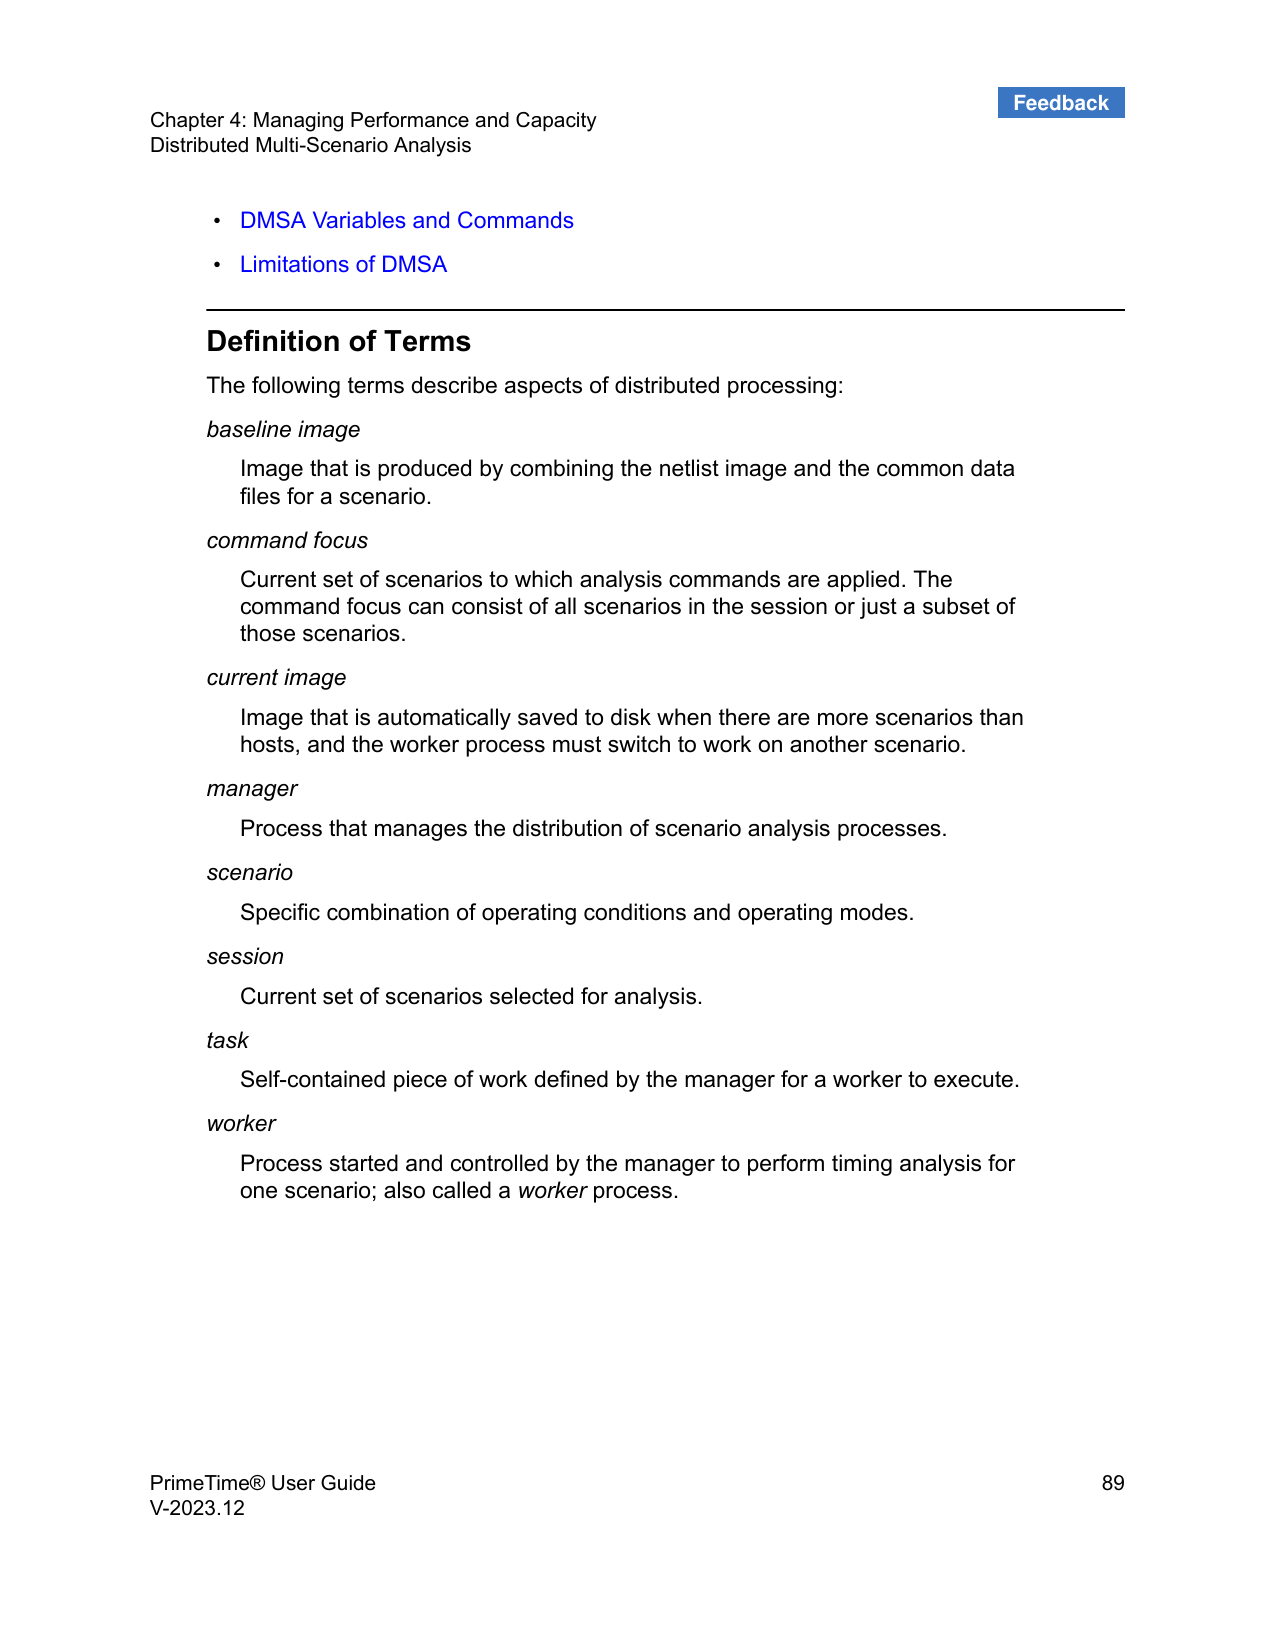 Feedback
Chapter 4: Managing Performance and Capacity
Distributed Multi-Scenario Analysis
• DMSA Variables and Commands
• Limitations of DMSA
Definition of Terms
The following terms describe aspects of distributed processing:
baseline image
Image that is produced by combining the netlist image and the common data
files for a scenario.
command focus
Current set of scenarios to which analysis commands are applied. The
command focus can consist of all scenarios in the session or just a subset of
those scenarios.
current image
Image that is automatically saved to disk when there are more scenarios than
hosts, and the worker process must switch to work on another scenario.
manager
Process that manages the distribution of scenario analysis processes.
scenario
Specific combination of operating conditions and operating modes.
session
Current set of scenarios selected for analysis.
task
Self-contained piece of work defined by the manager for a worker to execute.
worker
Process started and controlled by the manager to perform timing analysis for
one scenario; also called a worker process.
PrimeTime® User Guide 89
V-2023.12